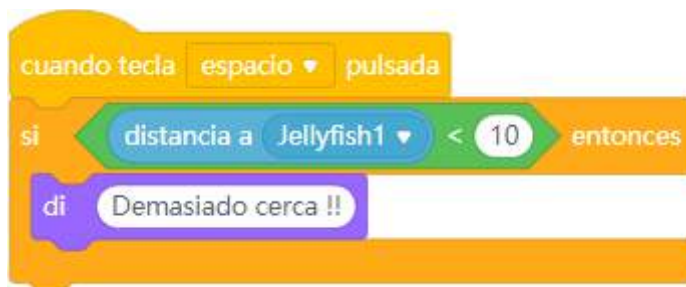 cuando tecla espacio pulsada
si distancia a Jellyfish1 < 10 entonces
di Demasiado cerca !!